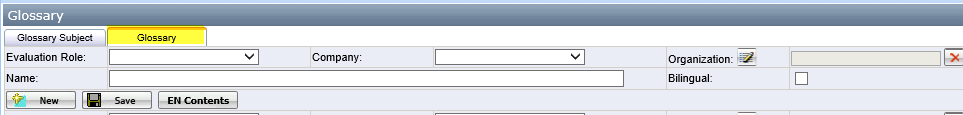 Glossary
Glossary Subject Glossary
Evaluation Role: Company: Organization:
Name: Bilingual:
New Save EN Contents